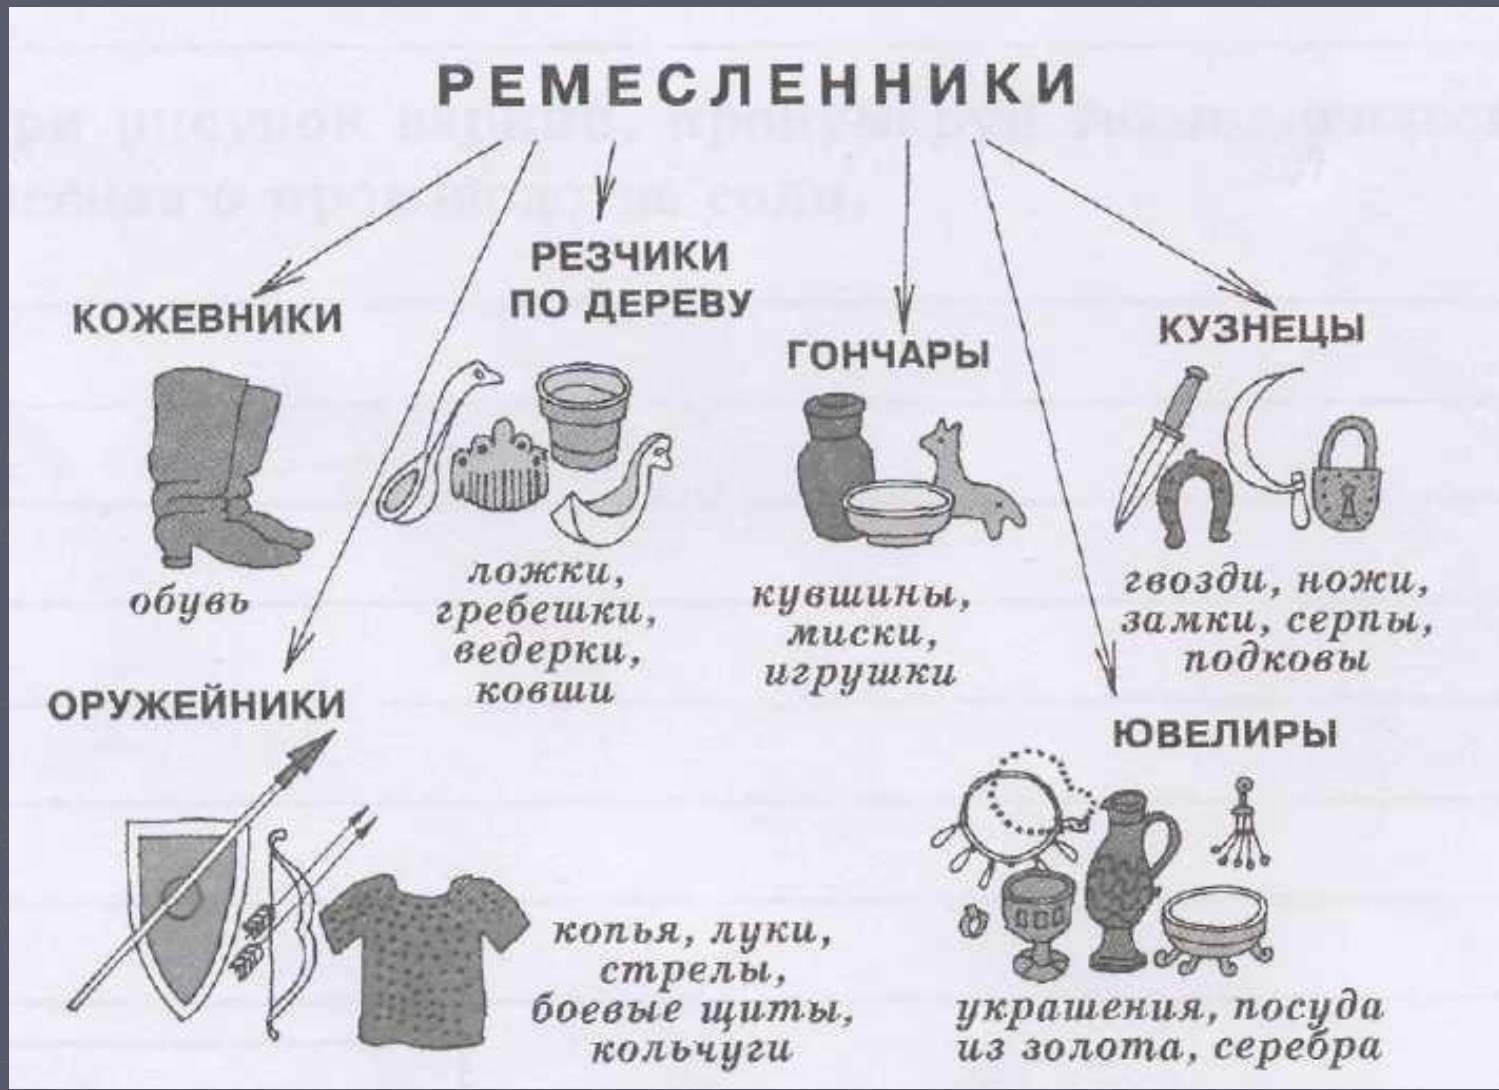 РЕМЕСЛЕННИКИ
КОЖЕВНИКИ
обувь
РЕЗЧИКИ
ПО ДЕРЕВУ
ложки,
гребешки,
ведерки,
ковши
ГОНЧАРЫ
кувшины,
миски,
игрушки
КУЗНЕЦЫ
гвозди, ножи,
замки, серпы,
подковы
ОРУЖЕЙНИКИ
копья, луки,
стрелы,
боевые щиты,
кольчуги
ЮВЕЛИРЫ
украшения, посуда
из золота, серебра